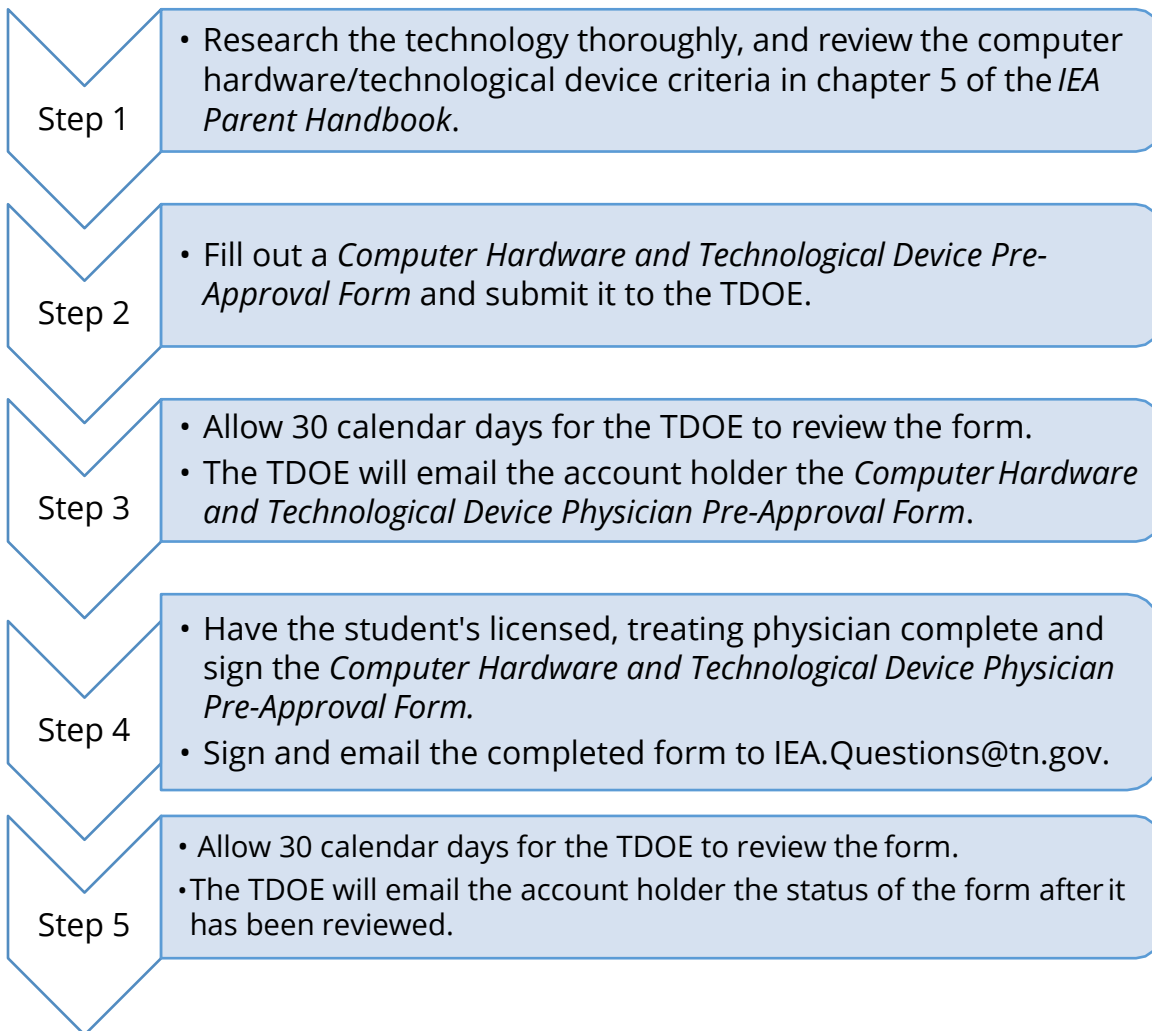 Step 1
• Research the technology thoroughly, and review the computer
hardware/technological device criteria in chapter 5 of the IEA
Parent Handbook.
Step 2
• Fill out a Computer Hardware and Technological Device Pre-
Approval Form and submit it to the TDOE.
Step 3
• Allow 30 calendar days for the TDOE to review the form.
• The TDOE will email the account holder the Computer Hardware
and Technological Device Physician Pre-Approval Form.
Step 4
• Have the student's licensed, treating physician complete and
sign the Computer Hardware and Technological Device Physician
Pre-Approval Form.
• Sign and email the completed form to IEA.Questions@tn.gov.
Step 5
• Allow 30 calendar days for the TDOE to review the form.
• The TDOE will email the account holder the status of the form after it
has been reviewed.